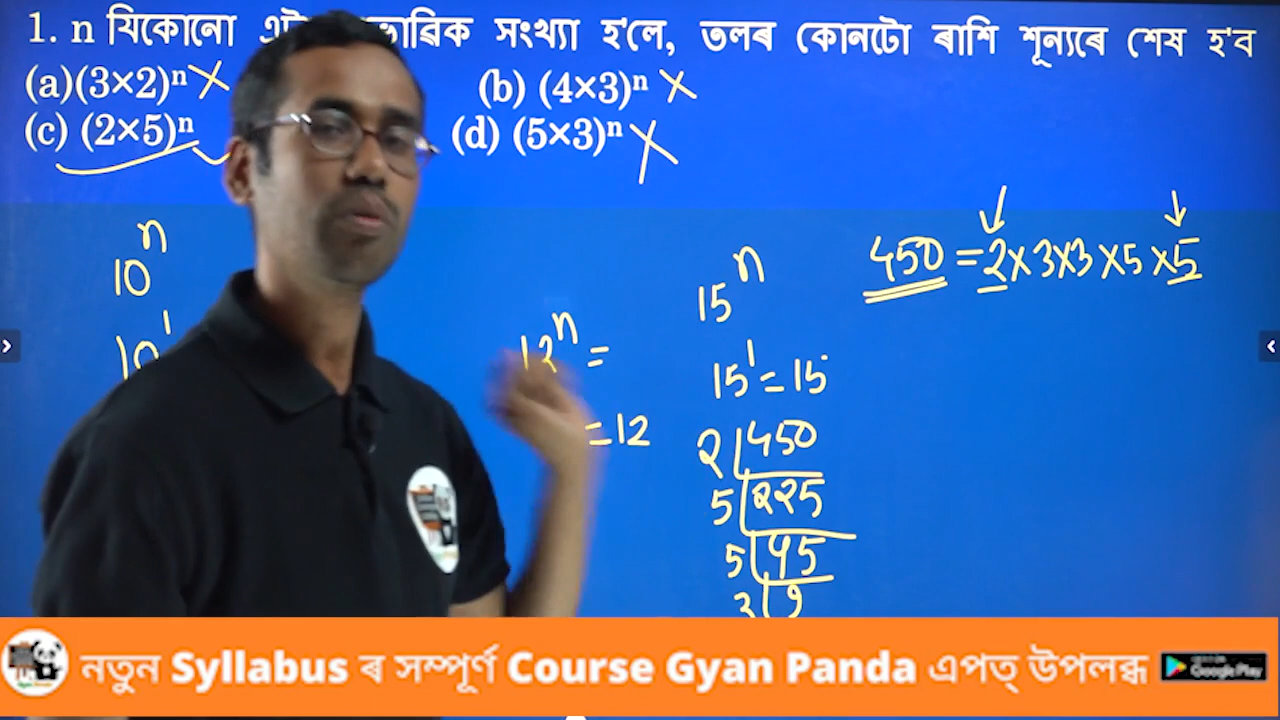 1. n যিকোনো ভাৱিক সংখ্যা হ'লে, তলৰ কোনটো ৰাশি শূন্যৰে শেষ হ'ব
(a)(3×2)ⁿ × (b) (4×3)ⁿ ×
(c) (2×5)ⁿ (d) (5×3)ⁿ ×
10ⁿ
15ⁿ
450 = 2×3×3×5×5
10¹
12ⁿ =
15¹ = 15
= 12
2 450
5 225
5 45
3 9
নতুন Syllabus ৰ সম্পূৰ্ণ Course Gyan Panda এপত্ উপলব্ধ
Google Play